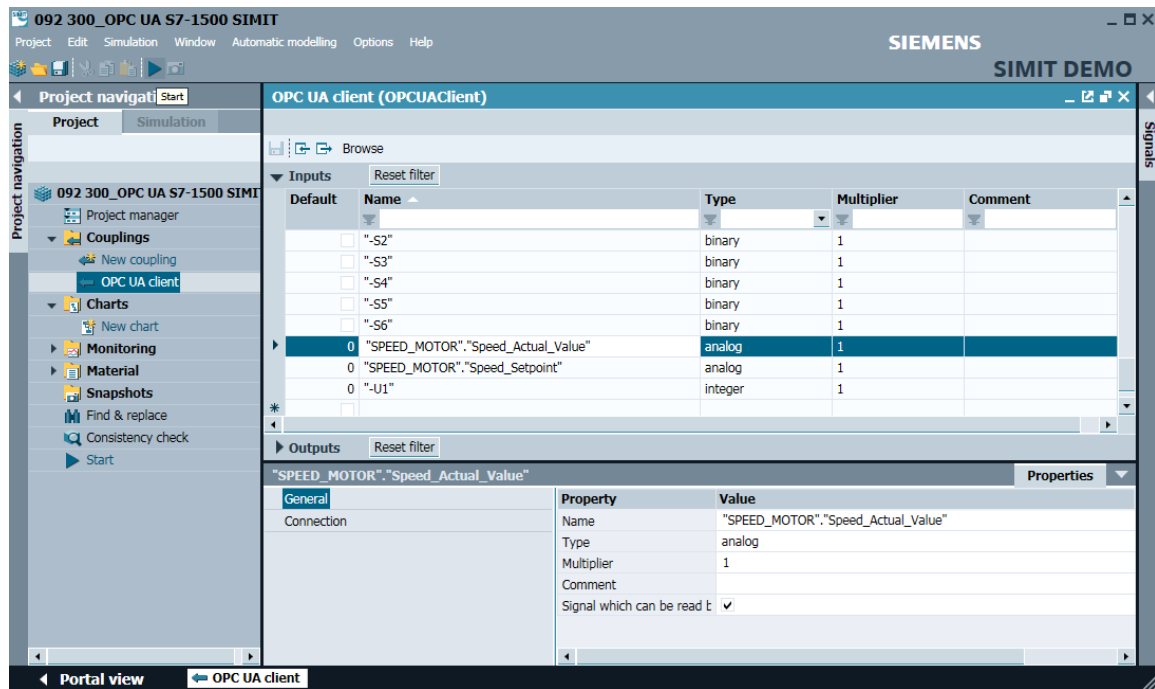 092 300_OPC UA S7-1500 SIMIT
Project Edit Simulation Window Automatic modelling Options Help
SIEMENS
SIMIT DEMO
Project navigati
Start
Project Simulation
Project navigation
092 300_OPC UA S7-1500 SIMI
Project manager
Couplings
New coupling
OPC UA client
Charts
New chart
Monitoring
Material
Snapshots
Find & replace
Consistency check
Start
OPC UA client (OPCUAClient)
Browse
Inputs Reset filter
Default Name Type Multiplier Comment
"-S2" binary 1
"-S3" binary 1
"-S4" binary 1
"-S5" binary 1
"-S6" binary 1
0 "SPEED_MOTOR"."Speed_Actual_Value" analog 1
0 "SPEED_MOTOR"."Speed_Setpoint" analog 1
0 "-U1" integer 1
Outputs Reset filter
"SPEED_MOTOR"."Speed_Actual_Value" Properties
General
Connection
Property Value
Name "SPEED_MOTOR"."Speed_Actual_Value"
Type analog
Multiplier 1
Comment
Signal which can be read b
Signals
Portal view OPC UA client